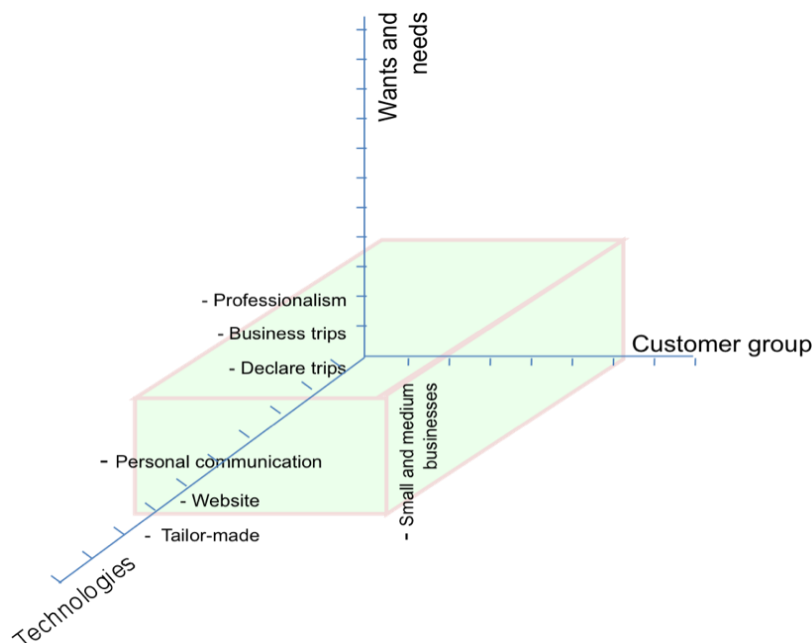 Wants and
needs
- Professionalism
- Business trips
- Declare trips
Customer group
- Small and medium
businesses
- Personal communication
- Website
- Tailor-made
Technologies